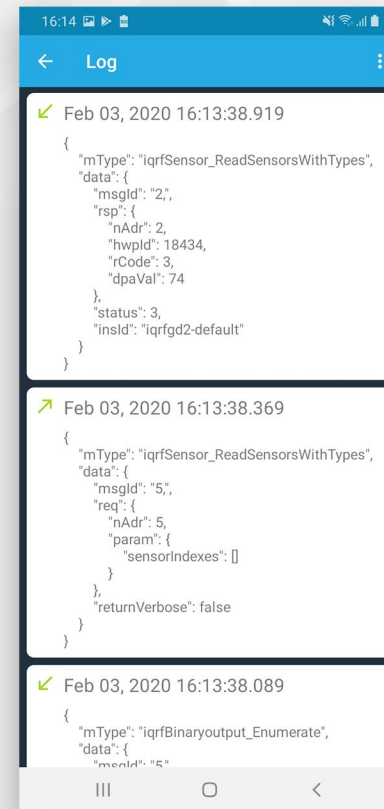 16:14
Log
Feb 03, 2020 16:13:38.919
{
"mType": "iqrfSensor_ReadSensorsWithTypes",
"data": {
"msgId": "2,",
"rsp": {
"nAdr": 2,
"hwpId": 18434,
"rCode": 3,
"dpaVal": 74
},
"status": 3,
"insId": "iqrfgd2-default"
}
}
Feb 03, 2020 16:13:38.369
{
"mType": "iqrfSensor_ReadSensorsWithTypes",
"data": {
"msgId": "5,",
"req": {
"nAdr": 5,
"param": {
"sensorIndexes": []
}
},
"returnVerbose": false
}
}
Feb 03, 2020 16:13:38.089
{
"mType": "iqrfBinaryoutput_Enumerate",
"data": {
"msgId": "5"